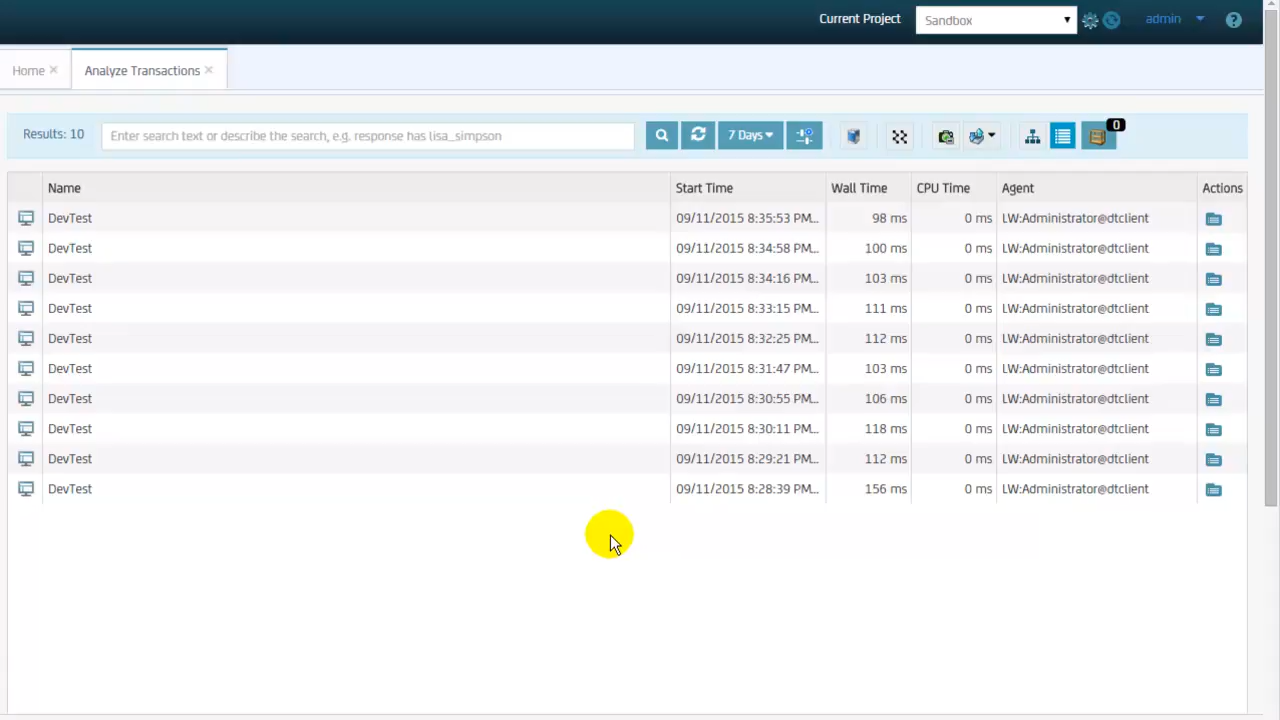 Current Project Sandbox admin
Home Analyze Transactions
Results: 10 Enter search text or describe the search, e.g. response has lisa_simpson 7 Days 0
Name Start Time Wall Time CPU Time Agent Actions
DevTest 09/11/2015 8:35:53 PM... 98 ms 0 ms LW:Administrator@dtclient
DevTest 09/11/2015 8:34:58 PM... 100 ms 0 ms LW:Administrator@dtclient
DevTest 09/11/2015 8:34:16 PM... 103 ms 0 ms LW:Administrator@dtclient
DevTest 09/11/2015 8:33:15 PM... 111 ms 0 ms LW:Administrator@dtclient
DevTest 09/11/2015 8:32:25 PM... 112 ms 0 ms LW:Administrator@dtclient
DevTest 09/11/2015 8:31:47 PM... 103 ms 0 ms LW:Administrator@dtclient
DevTest 09/11/2015 8:30:55 PM... 106 ms 0 ms LW:Administrator@dtclient
DevTest 09/11/2015 8:30:11 PM... 118 ms 0 ms LW:Administrator@dtclient
DevTest 09/11/2015 8:29:21 PM... 112 ms 0 ms LW:Administrator@dtclient
DevTest 09/11/2015 8:28:39 PM... 156 ms 0 ms LW:Administrator@dtclient